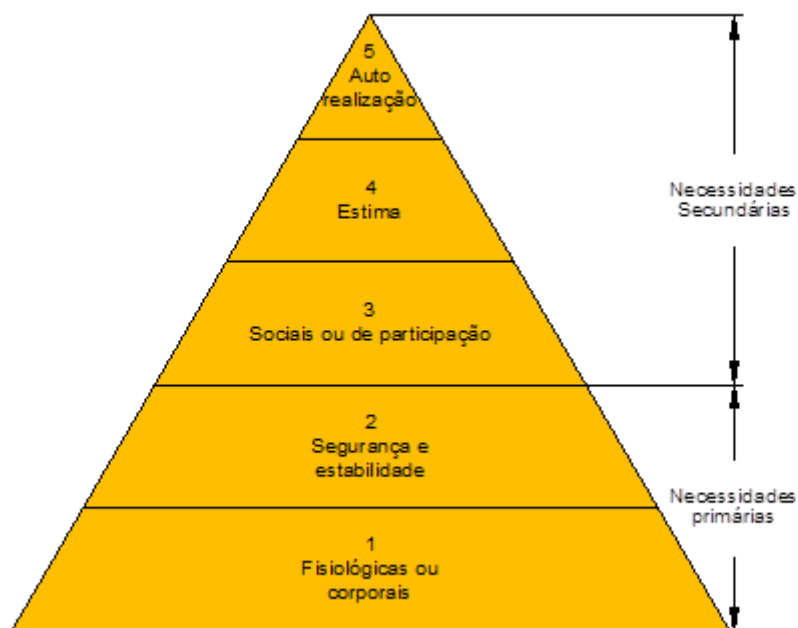 5
Auto
realização
4
Estima
Necessidades
Secundárias
3
Sociais ou de participação
2
Segurança e
estabilidade
Necessidades
primárias
1
Fisiológicas ou
corporais